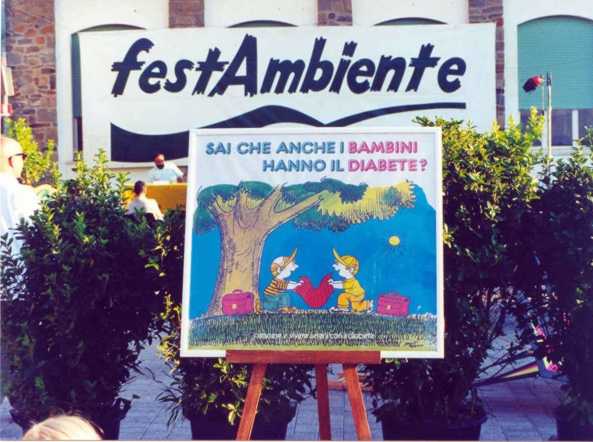 festAmbiente
SAI CHE ANCHE I BAMBINI
HANNO IL DIABETE?